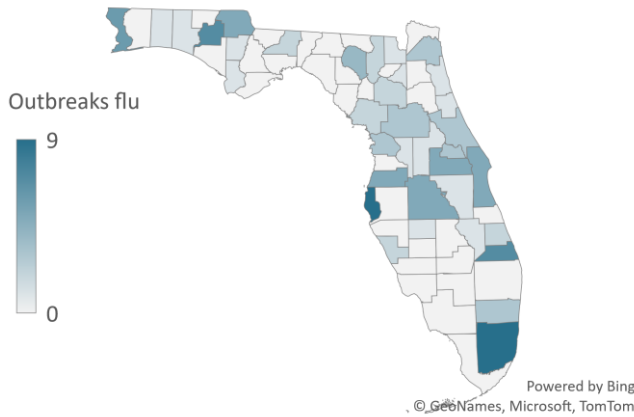 Outbreaks flu
9
0
Powered by Bing
© GeoNames, Microsoft, TomTom